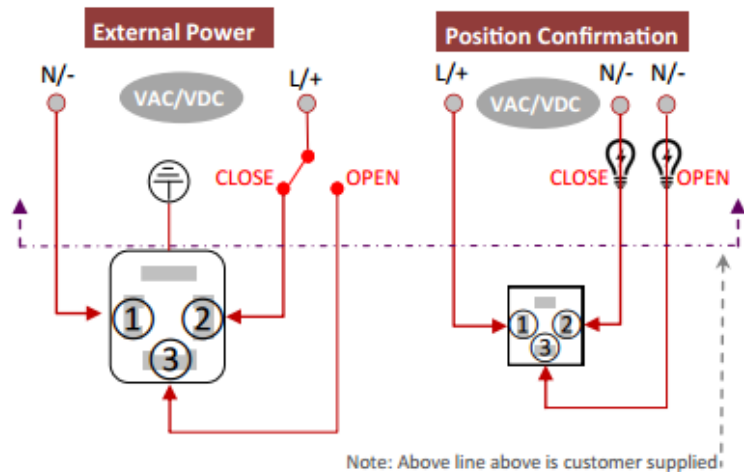 External Power
Position Confirmation
N/-
VAC/VDC
L/+
L/+
VAC/VDC
N/-
N/-
CLOSE
OPEN
CLOSE
OPEN
1
2
3
1
2
3
Note: Above line above is customer supplied